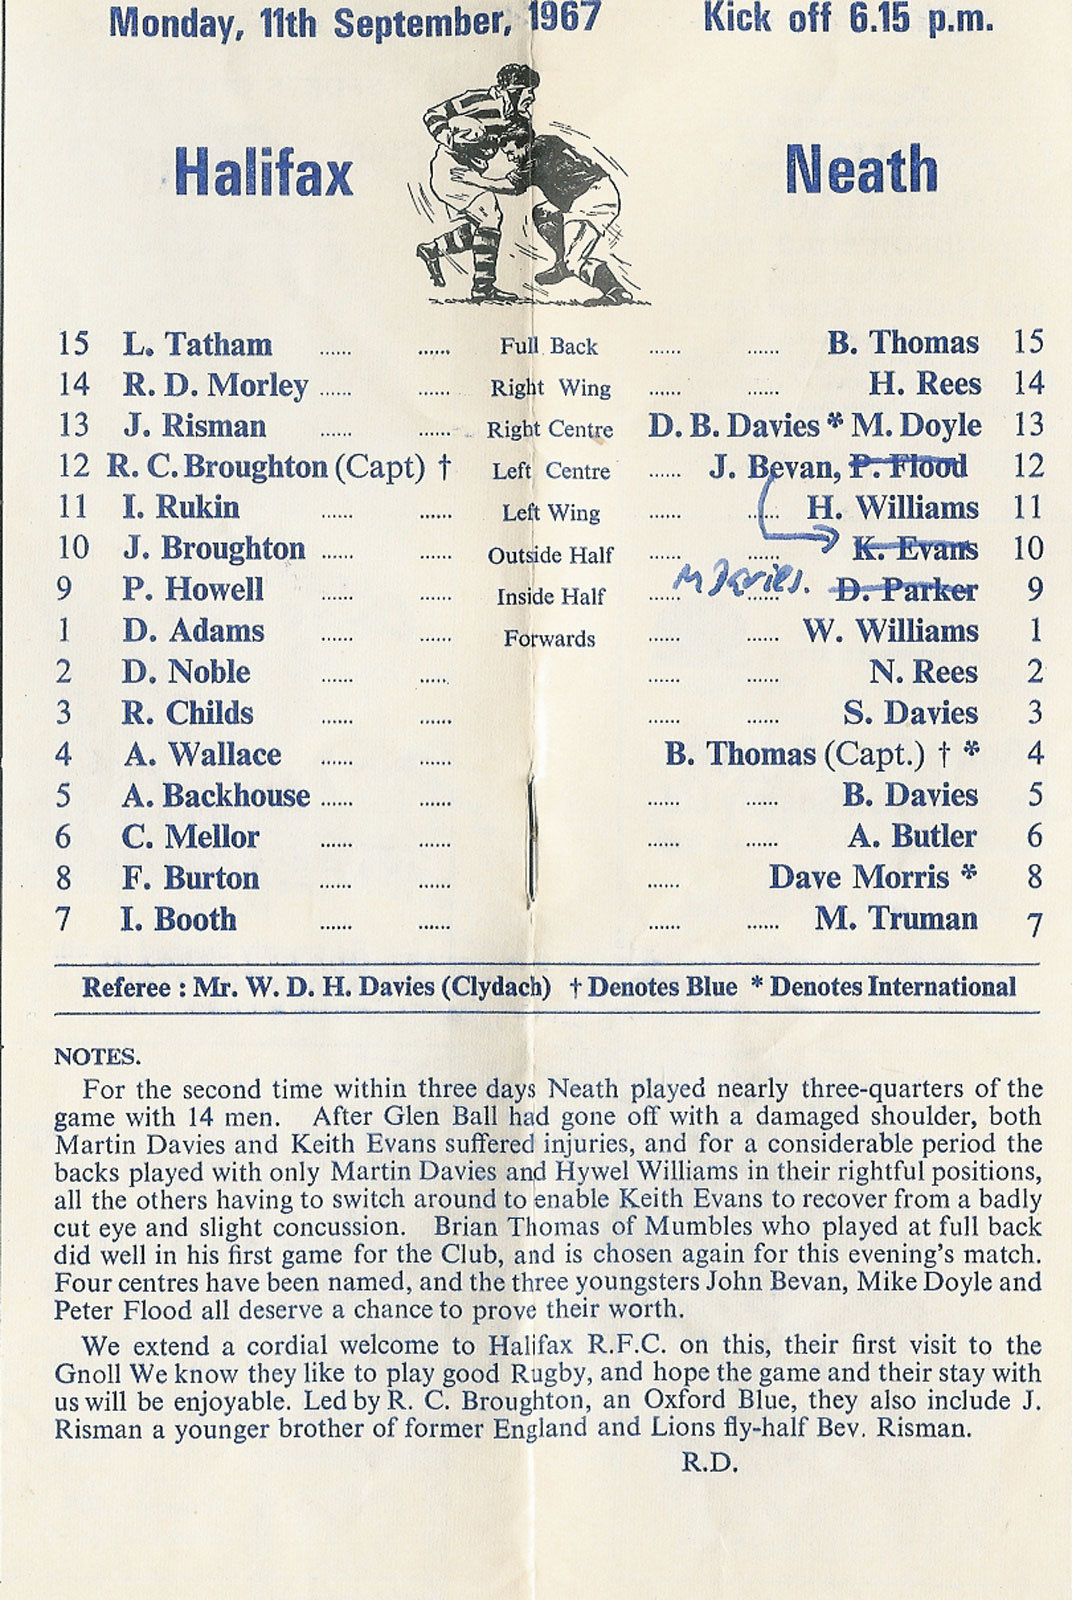 Monday, 11th September, 1967 Kick off 6.15 p.m.
Halifax Neath
15 L. Tatham ...... ...... Full Back ...... ...... B. Thomas 15
14 R. D. Morley ...... ...... Right Wing ...... ...... H. Rees 14
13 J. Risman ...... ...... Right Centre D. B. Davies * M. Doyle 13
12 R. C. Broughton (Capt) † Left Centre ...... J. Bevan, P. Flood 12
11 I. Rukin ...... ...... Left Wing ...... ...... H. Williams 11
10 J. Broughton ...... ...... Outside Half ...... ...... K. Evans 10
9 P. Howell ...... ...... Inside Half ...... M Davies. ...... D. Parker 9
1 D. Adams ...... ...... Forwards ...... ...... W. Williams 1
2 D. Noble ...... ...... ...... ...... N. Rees 2
3 R. Childs ...... ...... ...... ...... S. Davies 3
4 A. Wallace ...... ...... B. Thomas (Capt.) † * 4
5 A. Backhouse ...... ...... ...... ...... B. Davies 5
6 C. Mellor ...... ...... ...... ...... A. Butler 6
8 F. Burton ...... ...... ...... Dave Morris * 8
7 I. Booth ...... ...... ...... ...... M. Truman 7
Referee : Mr. W. D. H. Davies (Clydach) † Denotes Blue * Denotes International
NOTES.
For the second time within three days Neath played nearly three-quarters of the
game with 14 men. After Glen Ball had gone off with a damaged shoulder, both
Martin Davies and Keith Evans suffered injuries, and for a considerable period the
backs played with only Martin Davies and Hywel Williams in their rightful positions,
all the others having to switch around to enable Keith Evans to recover from a badly
cut eye and slight concussion. Brian Thomas of Mumbles who played at full back
did well in his first game for the Club, and is chosen again for this evening's match.
Four centres have been named, and the three youngsters John Bevan, Mike Doyle and
Peter Flood all deserve a chance to prove their worth.
We extend a cordial welcome to Halifax R.F.C. on this, their first visit to the
Gnoll We know they like to play good Rugby, and hope the game and their stay with
us will be enjoyable. Led by R. C. Broughton, an Oxford Blue, they also include J.
Risman a younger brother of former England and Lions fly-half Bev. Risman.
R.D.